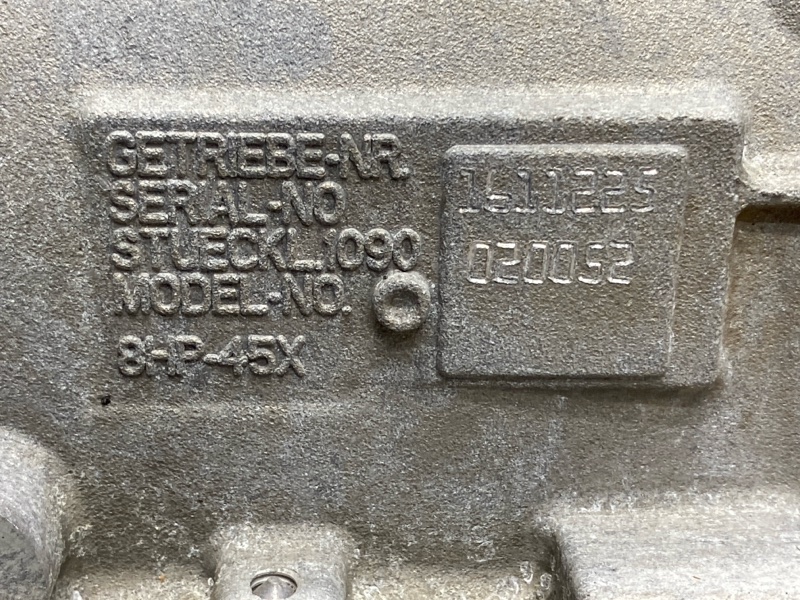 GETRIEBE-NR.
SERIAL-NO
STUECKL.1090
MODEL-NO.
8HP-45X
1611225
020052